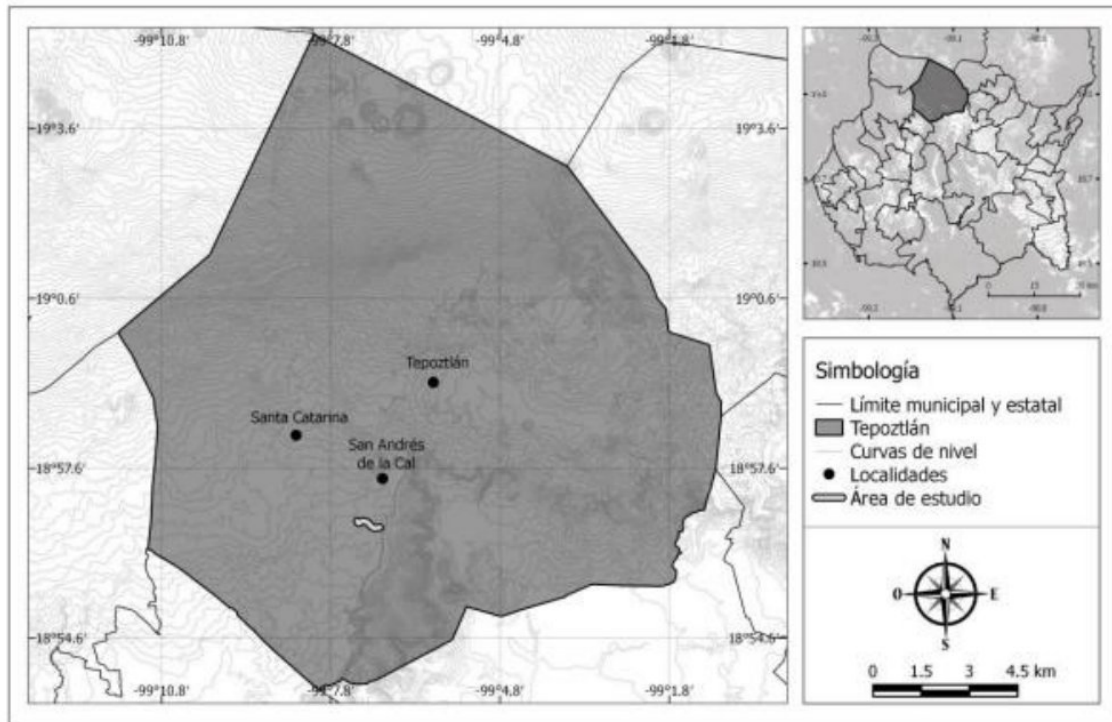 -99°10.8'
-99°7.8'
-99°4.8'
-99°1.8'
19°3.6'
19°3.6'
19°0.6'
19°0.6'
Tepoztlán
Santa Catarina
San Andrés
de la Cal
18°57.6'
18°57.6'
18°54.6'
18°54.6'
-99°10.8'
-99°7.8'
-99°4.8'
-99°1.8'
Simbología
Límite municipal y estatal
Tepoztlán
Curvas de nivel
Localidades
Área de estudio
N
O
E
S
0 1.5 3 4.5 km